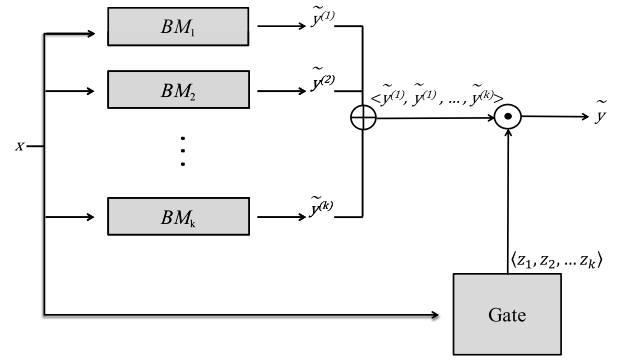 BM₁
ỹ⁽¹⁾
BM₂
ỹ⁽²⁾
<ỹ⁽¹⁾, ỹ⁽¹⁾, ..., ỹ⁽ᵏ⁾>
ỹ
x
⋮
BMₖ
ỹ⁽ᵏ⁾
⟨z₁, z₂, … zₖ⟩
Gate